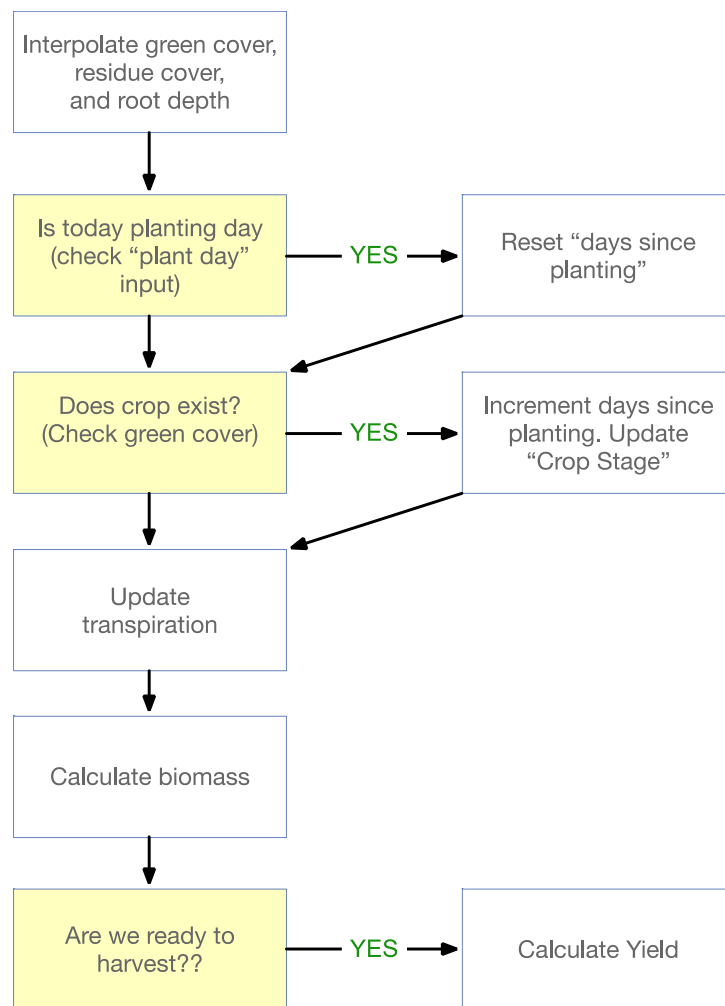 Interpolate green cover,
residue cover,
and root depth
Is today planting day
(check “plant day”
input)
YES
Reset “days since
planting”
Does crop exist?
(Check green cover)
YES
Increment days since
planting. Update
“Crop Stage”
Update
transpiration
Calculate biomass
Are we ready to
harvest??
YES
Calculate Yield